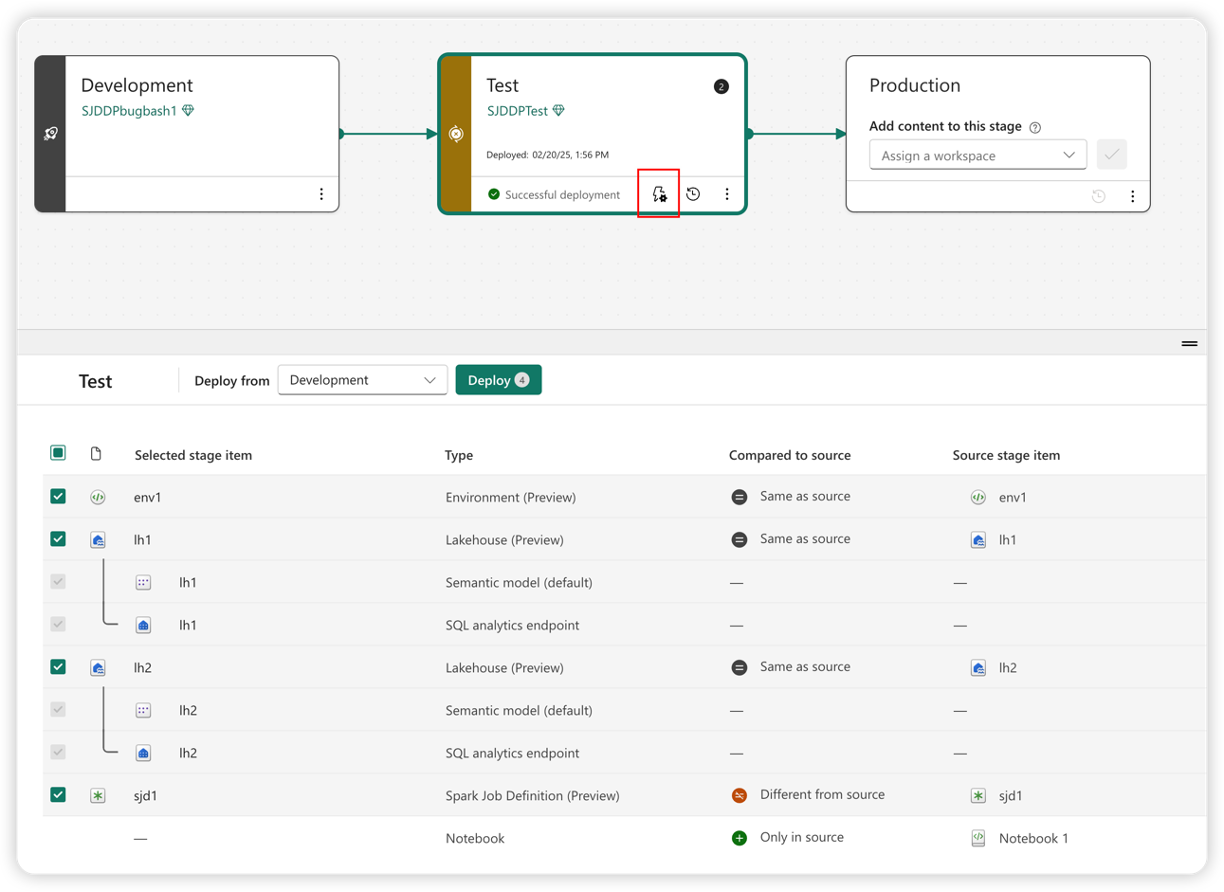 Development
SJDDPbugbash1
Test
2
SJDDPTest
Deployed: 02/20/25, 1:56 PM
Successful deployment
Production
Add content to this stage
Assign a workspace
Test
Deploy from
Development
Deploy 4
Selected stage item Type Compared to source Source stage item
env1 Environment (Preview) Same as source env1
lh1 Lakehouse (Preview) Same as source lh1
lh1 Semantic model (default) — —
lh1 SQL analytics endpoint — —
lh2 Lakehouse (Preview) Same as source lh2
lh2 Semantic model (default) — —
lh2 SQL analytics endpoint — —
sjd1 Spark Job Definition (Preview) Different from source sjd1
— Notebook Only in source Notebook 1